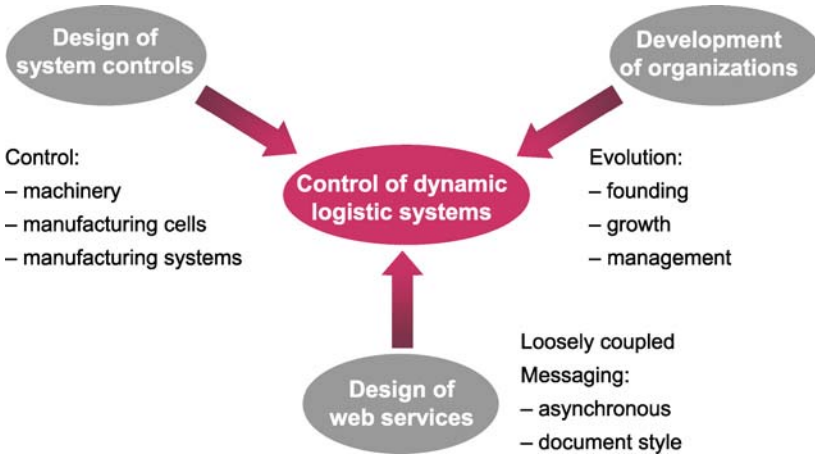 Design of
system controls
Development
of organizations
Control:
– machinery
– manufacturing cells
– manufacturing systems
Control of dynamic
logistic systems
Evolution:
– founding
– growth
– management
Design of
web services
Loosely coupled
Messaging:
– asynchronous
– document style